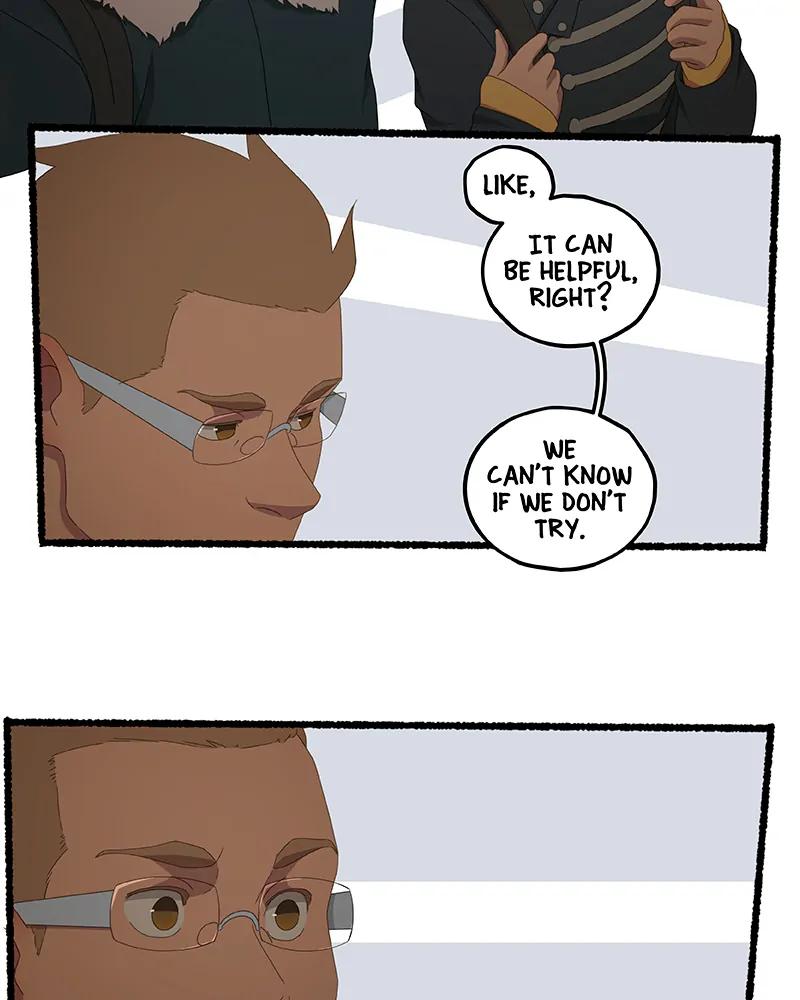 LIKE,
IT CAN
BE HELPFUL,
RIGHT?
WE
CAN'T KNOW
IF WE DON'T
TRY.